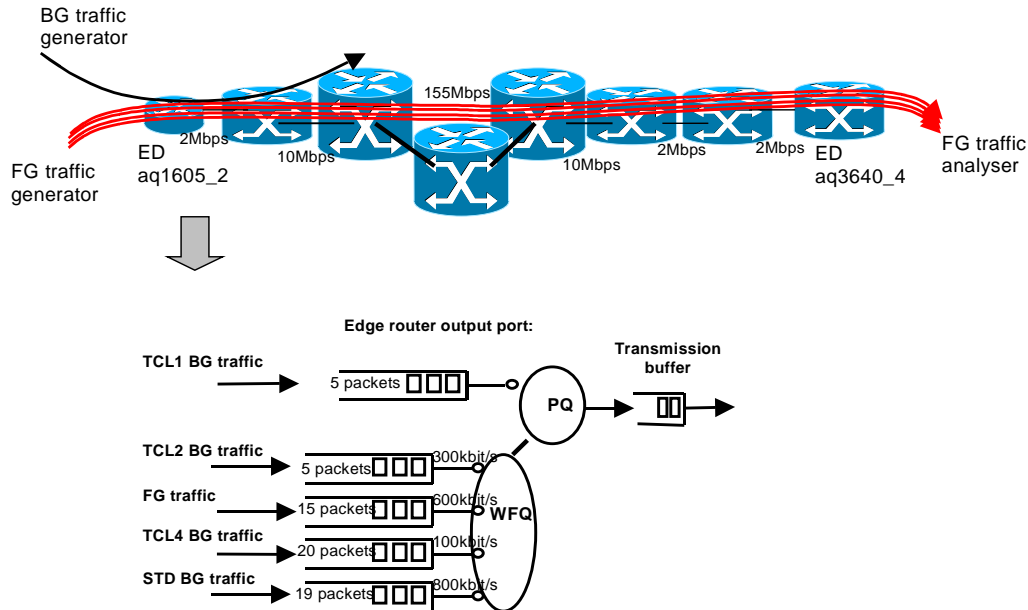 BG traffic
generator
155Mbps
2Mbps
10Mbps
10Mbps
2Mbps
2Mbps
ED
aq1605_2
ED
aq3640_4
FG traffic
generator
FG traffic
analyser
Edge router output port:
Transmission
buffer
TCL1 BG traffic
5 packets
PQ
TCL2 BG traffic
5 packets
300kbit/s
FG traffic
15 packets
600kbit/s
WFQ
TCL4 BG traffic
20 packets
100kbit/s
STD BG traffic
19 packets
800kbit/s